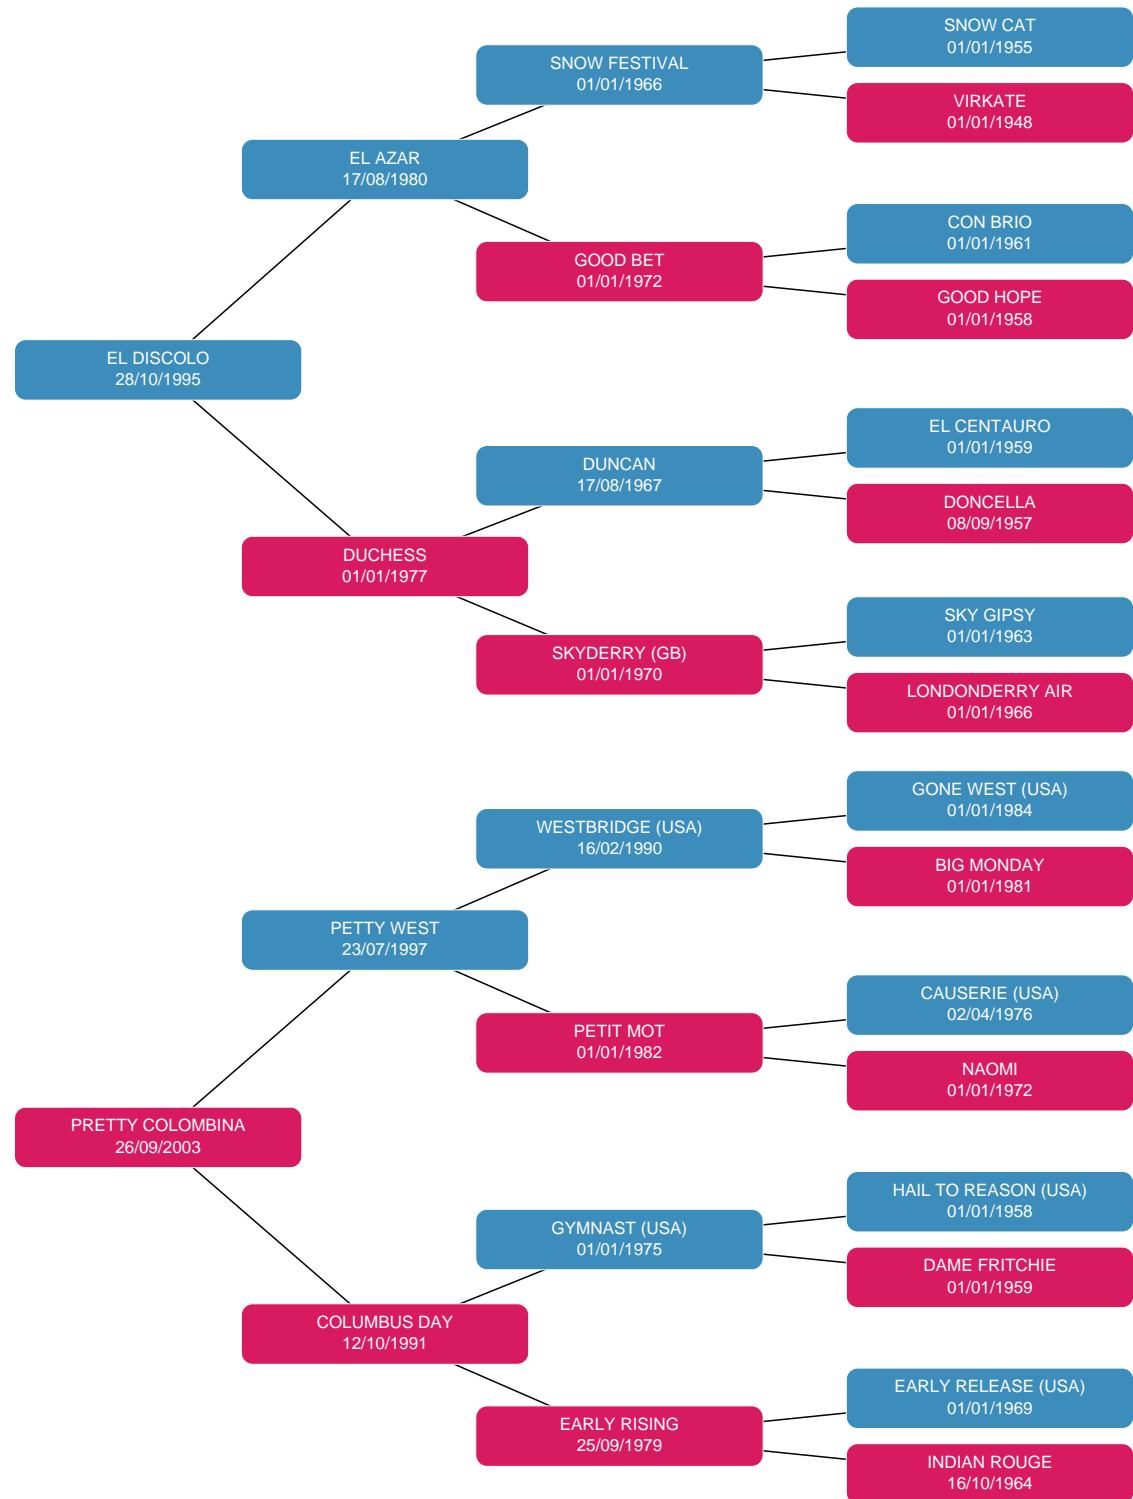 SNOW CAT
01/01/1955
SNOW FESTIVAL
01/01/1966
VIRKATE
01/01/1948
EL AZAR
17/08/1980
CON BRIO
01/01/1961
GOOD BET
01/01/1972
GOOD HOPE
01/01/1958
EL DISCOLO
28/10/1995
EL CENTAURO
01/01/1959
DUNCAN
17/08/1967
DONCELLA
08/09/1957
DUCHESS
01/01/1977
SKY GIPSY
01/01/1963
SKYDERRY (GB)
01/01/1970
LONDONDERRY AIR
01/01/1966
GONE WEST (USA)
01/01/1984
WESTBRIDGE (USA)
16/02/1990
BIG MONDAY
01/01/1981
PETTY WEST
23/07/1997
CAUSERIE (USA)
02/04/1976
PETIT MOT
01/01/1982
NAOMI
01/01/1972
PRETTY COLOMBINA
26/09/2003
HAIL TO REASON (USA)
01/01/1958
GYMNAST (USA)
01/01/1975
DAME FRITCHIE
01/01/1959
COLUMBUS DAY
12/10/1991
EARLY RELEASE (USA)
01/01/1969
EARLY RISING
25/09/1979
INDIAN ROUGE
16/10/1964